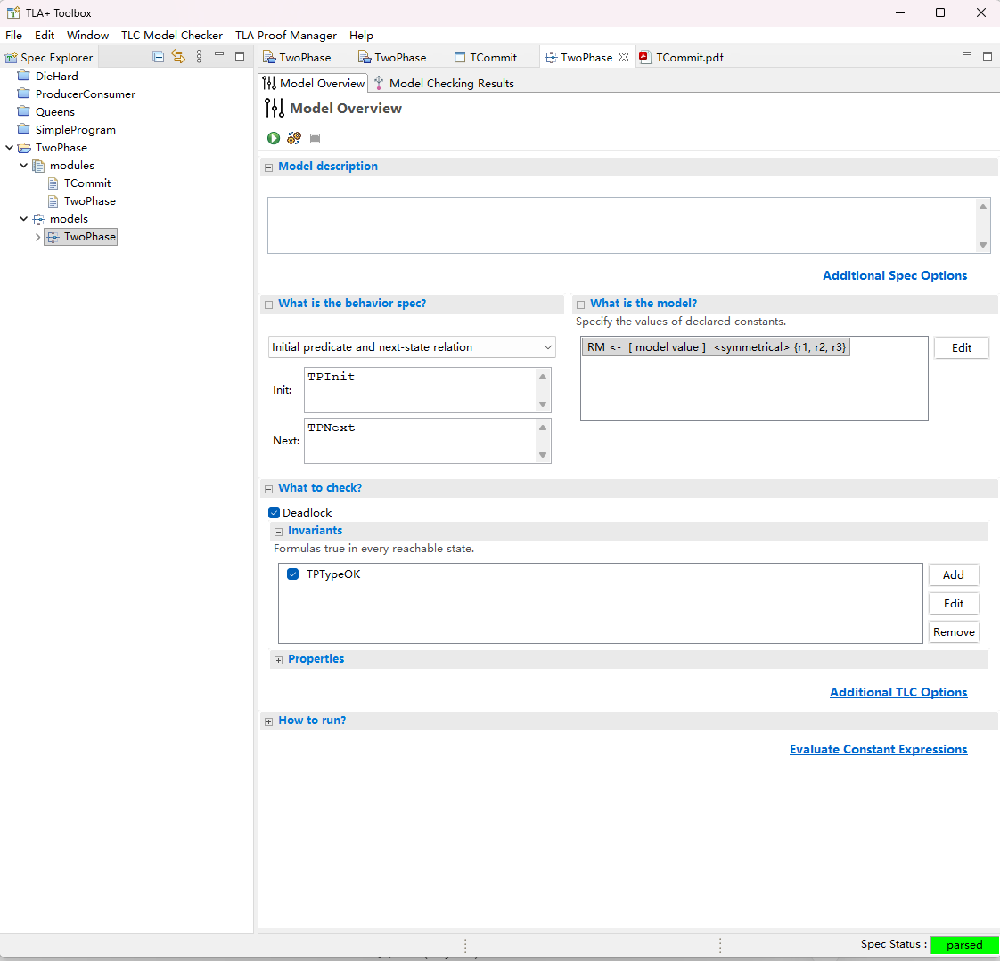 TLA+ Toolbox
File Edit Window TLC Model Checker TLA Proof Manager Help
Spec Explorer
DieHard
ProducerConsumer
Queens
SimpleProgram
TwoPhase
modules
TCommit
TwoPhase
models
TwoPhase
TwoPhase TwoPhase TCommit TwoPhase TCommit.pdf
Model Overview Model Checking Results
Model Overview
Model description
Additional Spec Options
What is the behavior spec?
Initial predicate and next-state relation
Init: TPInit
Next: TPNext
What is the model?
Specify the values of declared constants.
RM <- [ model value ] <symmetrical> {r1, r2, r3}
Edit
What to check?
Deadlock
Invariants
Formulas true in every reachable state.
TPTypeOK
Add
Edit
Remove
Properties
Additional TLC Options
How to run?
Evaluate Constant Expressions
Spec Status : parsed